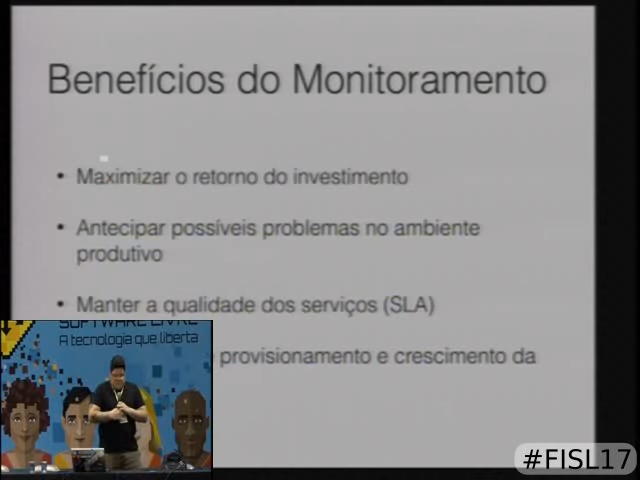 Benefícios do Monitoramento
• Maximizar o retorno do investimento
• Antecipar possíveis problemas no ambiente
produtivo
• Manter a qualidade dos serviços (SLA)
provisionamento e crescimento da
SOFTWARE LIVRE
A tecnologia que liberta
#FISL17